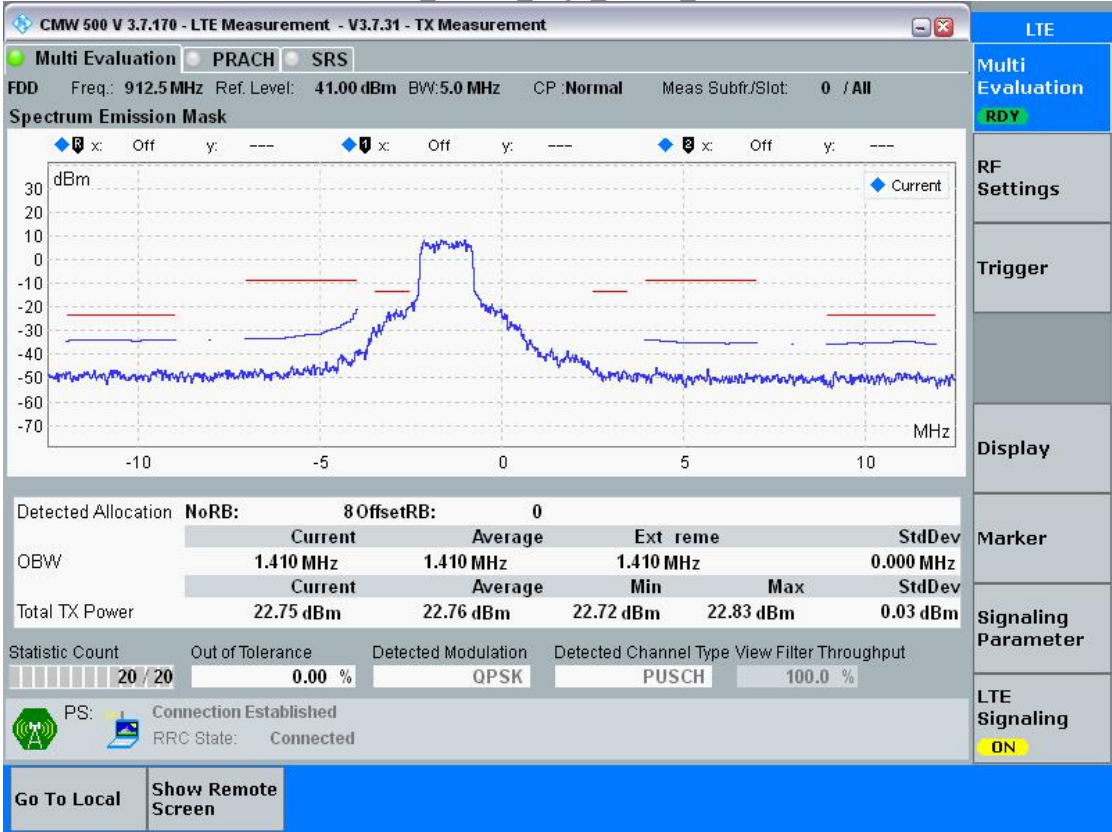 CMW 500 V 3.7.170 - LTE Measurement - V3.7.31 - TX Measurement
LTE
Multi Evaluation PRACH SRS
Multi
Evaluation
RDY
FDD Freq.: 912.5 MHz Ref. Level: 41.00 dBm BW:5.0 MHz CP :Normal Meas Subfr./Slot: 0 / All
Spectrum Emission Mask
R x: Off y: --- 1 x: Off y: --- 2 x: Off y: ---
dBm
Current
30
20
10
0
-10
-20
-30
-40
-50
-60
-70
MHz
-10 -5 0 5 10
RF
Settings
Trigger
Display
Marker
Signaling
Parameter
LTE
Signaling
ON
Detected Allocation NoRB: 8 OffsetRB: 0
Current Average Ext reme StdDev
OBW 1.410 MHz 1.410 MHz 1.410 MHz 0.000 MHz
Current Average Min Max StdDev
Total TX Power 22.75 dBm 22.76 dBm 22.72 dBm 22.83 dBm 0.03 dBm
Statistic Count Out of Tolerance Detected Modulation Detected Channel Type View Filter Throughput
20 / 20 0.00 % QPSK PUSCH 100.0 %
PS: Connection Established
RRC State: Connected
Go To Local
Show Remote
Screen